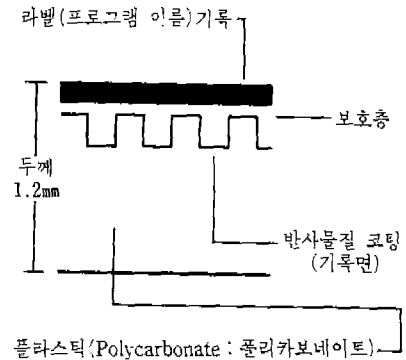 라벨(프로그램 이름)기록
보호층
두께
1.2mm
반사물질 코팅
(기록면)
플라스틱(Polycarbonate : 폴리카보네이트)